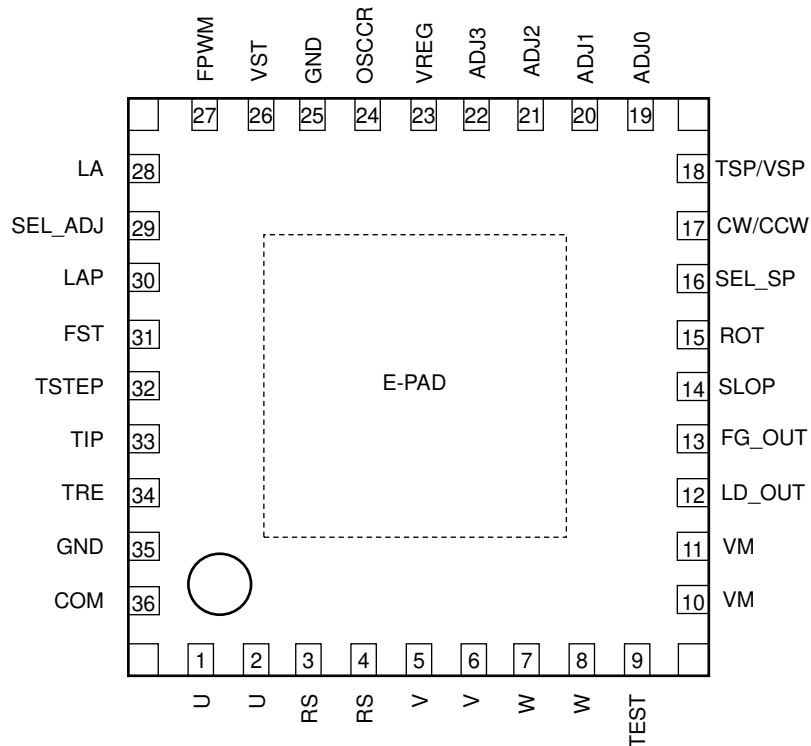 FPWM VST GND OSCCR VREG ADJ3 ADJ2 ADJ1 ADJ0
27 26 25 24 23 22 21 20 19
LA 28 18 TSP/VSP
SEL_ADJ 29 17 CW/CCW
LAP 30 16 SEL_SP
FST 31 15 ROT
TSTEP 32 E-PAD 14 SLOP
TIP 33 13 FG_OUT
TRE 34 12 LD_OUT
GND 35 11 VM
COM 36 10 VM
1 2 3 4 5 6 7 8 9
U U RS RS V V W W TEST